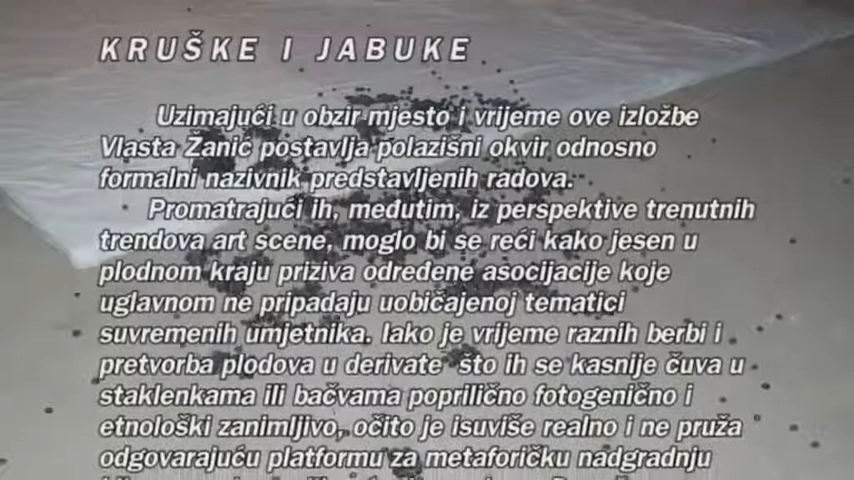 KRUŠKE I JABUKE
Uzimajući u obzir mjesto i vrijeme ove izložbe
Vlasta Žanić postavlja polazišni okvir odnosno
formalni nazivnik predstavljenih radova.
Promatrajući ih, međutim, iz perspektive trenutnih
trendova art scene, moglo bi se reći kako jesen u
plodnom kraju priziva određene asocijacije koje
uglavnom ne pripadaju uobičajenoj tematici
suvremenih umjetnika. Iako je vrijeme raznih berbi i
pretvorba plodova u derivate što ih se kasnije čuva u
staklenkama ili bačvama poprilično fotogenično i
etnološki zanimljivo, očito je isuviše realno i ne pruža
odgovarajuću platformu za metaforičku nadgradnju